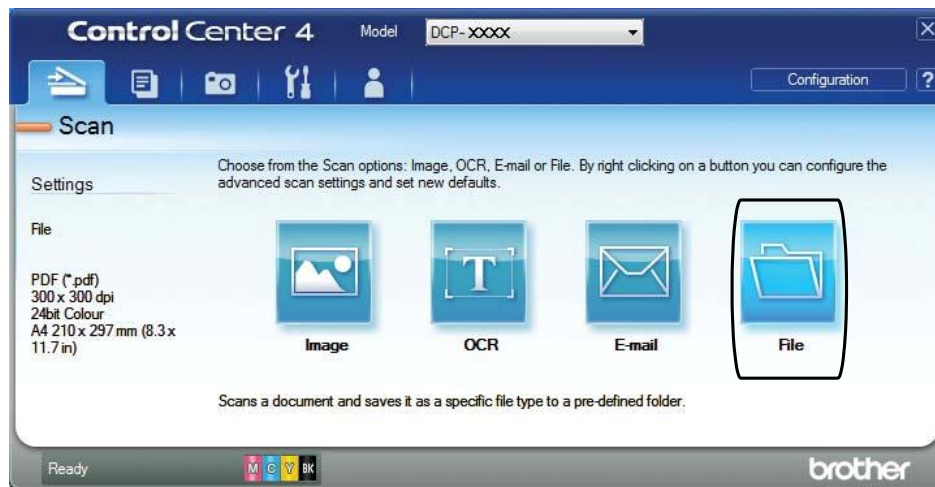 Control Center 4 Model DCP-XXXX
Configuration ?
Scan
Choose from the Scan options: Image, OCR, E-mail or File. By right clicking on a button you can configure the
advanced scan settings and set new defaults.
Settings
File
PDF (*.pdf)
300 x 300 dpi
24bit Colour
A4 210 x 297 mm (8.3 x
11.7 in)
T
Image OCR E-mail File
Scans a document and saves it as a specific file type to a pre-defined folder.
Ready M C Y BK brother